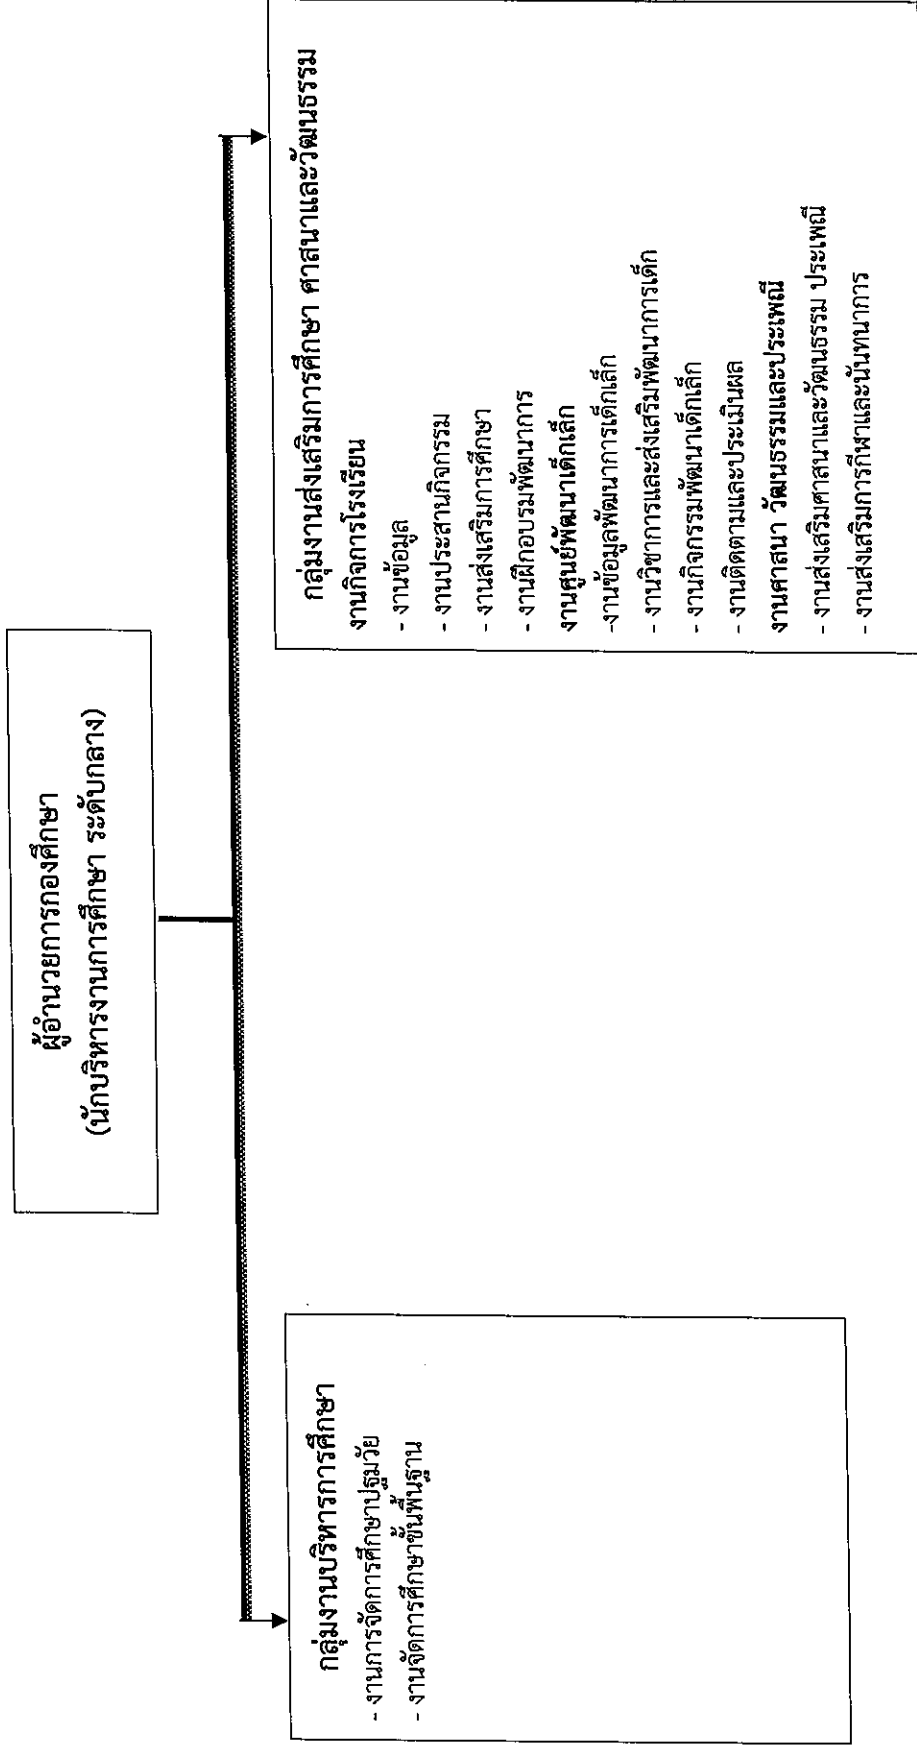 ผู้อำนวยการกองศึกษา
(นักบริหารงานการศึกษา ระดับกลาง)
กลุ่มงานบริหารการศึกษา
- งานการจัดการศึกษาปฐมวัย
- งานจัดการศึกษาขั้นพื้นฐาน
กลุ่มงานส่งเสริมการศึกษา ศาสนาและวัฒนธรรม
งานกิจการโรงเรียน
- งานข้อมูล
- งานประสานกิจกรรม
- งานส่งเสริมการศึกษา
- งานฝึกอบรมพัฒนาการ
งานศูนย์พัฒนาเด็กเล็ก
-งานข้อมูลพัฒนาการเด็กเล็ก
- งานวิชาการและส่งเสริมพัฒนาการเด็ก
- งานกิจกรรมพัฒนาเด็กเล็ก
- งานติดตามและประเมินผล
งานศาสนา วัฒนธรรมและประเพณี
- งานส่งเสริมศาสนาและวัฒนธรรม ประเพณี
- งานส่งเสริมการกีฬาและนันทนาการ